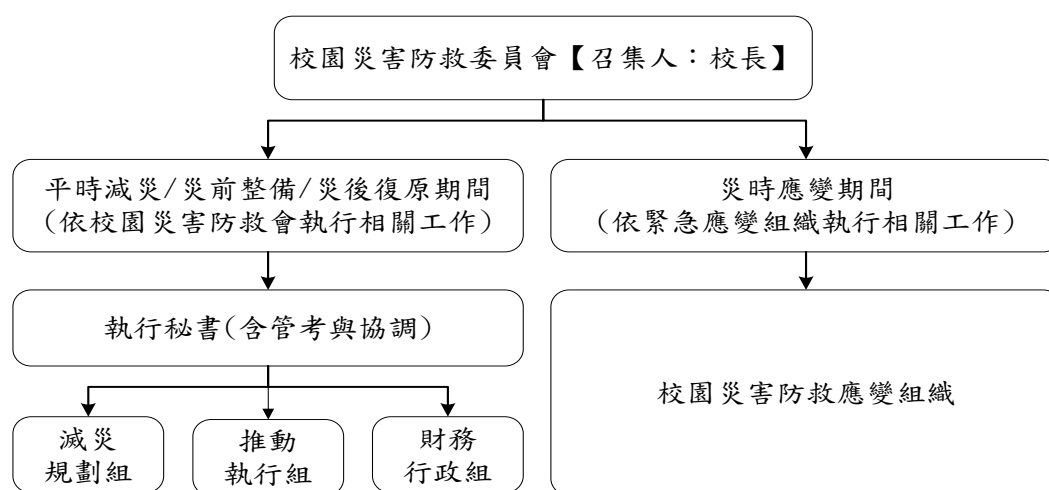 校園災害防救委員會【召集人：校長】
平時減災/災前整備/災後復原期間
(依校園災害防救會執行相關工作)
災時應變期間
(依緊急應變組織執行相關工作)
執行秘書(含管考與協調)
校園災害防救應變組織
減災
規劃組
推動
執行組
財務
行政組